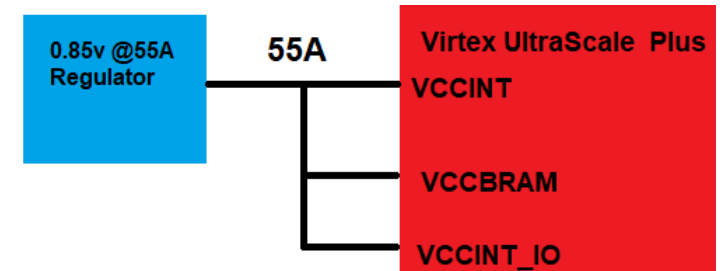 0.85v @55A
Regulator
55A
Virtex UltraScale Plus
VCCINT
VCCBRAM
VCCINT_IO